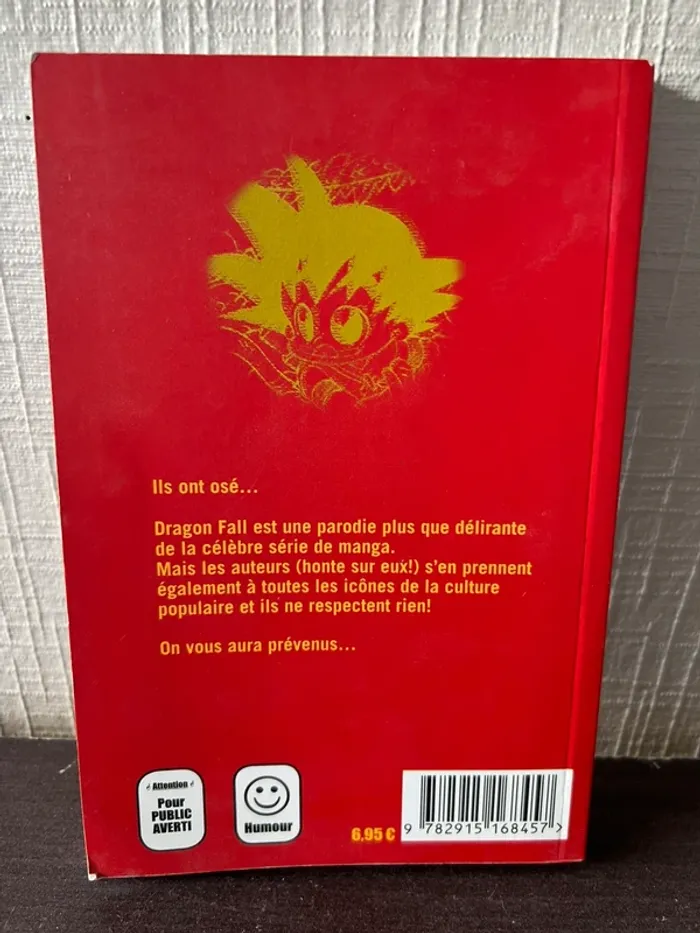 Ils ont osé...
Dragon Fall est une parodie plus que délirante
de la célèbre série de manga.
Mais les auteurs (honte sur eux!) s'en prennent
également à toutes les icônes de la culture
populaire et ils ne respectent rien!
On vous aura prévenus...
Attention
Pour
PUBLIC
AVERTI
Humour
6,95 €
9 782915 168457 >